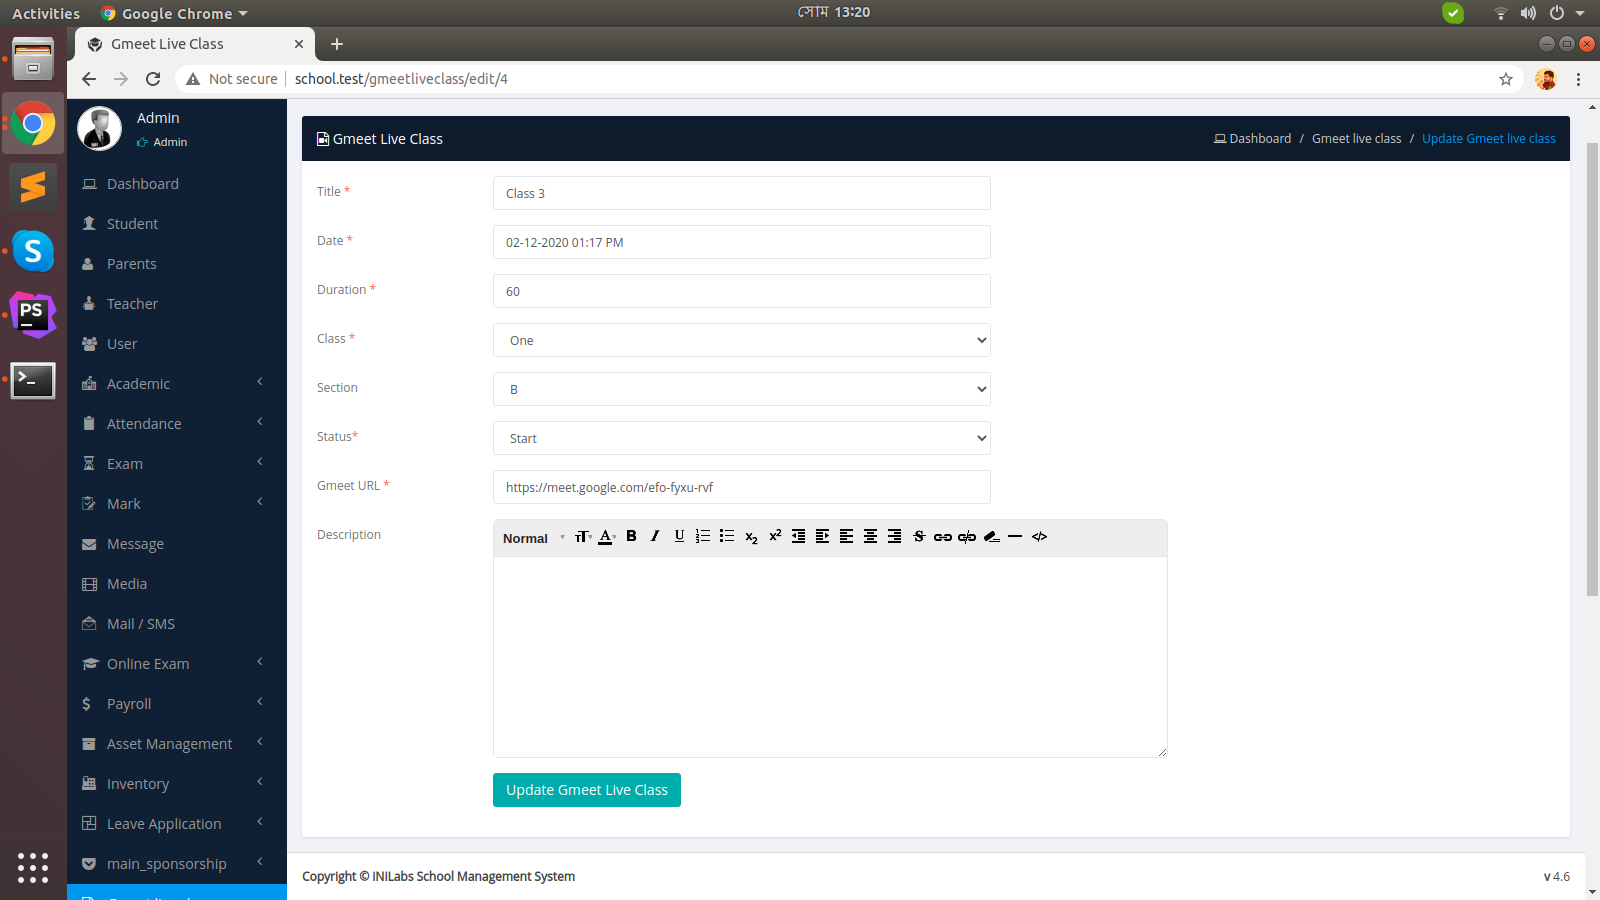 Activities
Google Chrome
সোম 13:20
Gmeet Live Class
Not secure
school.test/gmeetliveclass/edit/4
Admin
Admin
Dashboard
Student
Parents
Teacher
User
Academic
Attendance
Exam
Mark
Message
Media
Mail / SMS
Online Exam
Payroll
Asset Management
Inventory
Leave Application
main_sponsorship
Gmeet Live Class
Dashboard / Gmeet live class / Update Gmeet live class
Title * Class 3
Date * 02-12-2020 01:17 PM
Duration * 60
Class * One
Section B
Status* Start
Gmeet URL * https://meet.google.com/efo-fyxu-rvf
Description
Normal
Update Gmeet Live Class
Copyright © iNiLabs School Management System
v 4.6